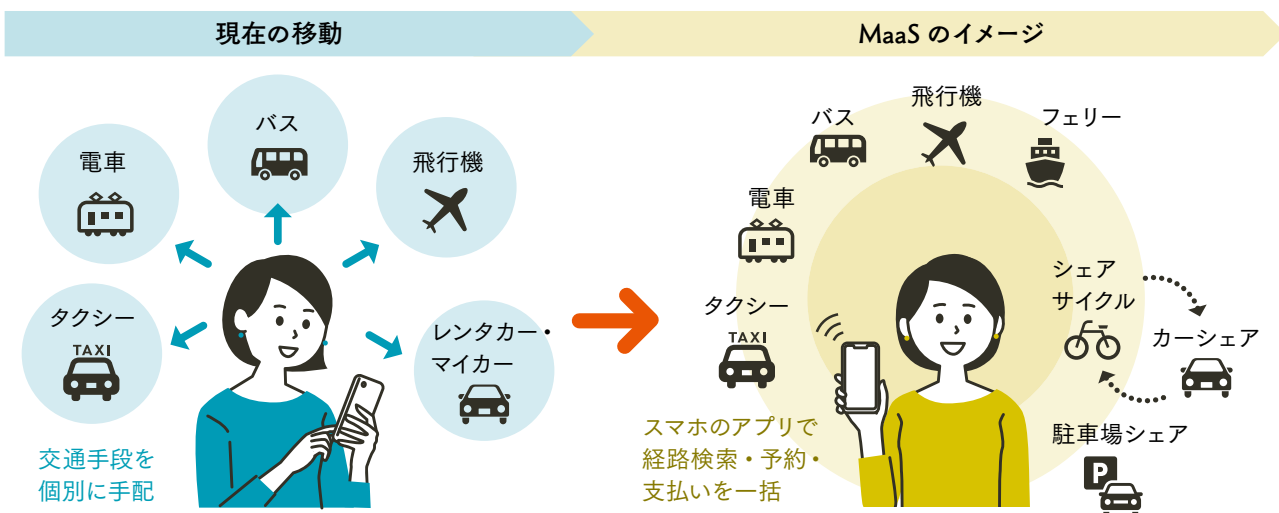 現在の移動
MaaS のイメージ
バス
電車
飛行機
タクシー
TAXI
レンタカー・
マイカー
交通手段を
個別に手配
飛行機
バス
フェリー
電車
タクシー
TAXI
シェア
サイクル
カーシェア
駐車場シェア
P
スマホのアプリで
経路検索・予約・
支払いを一括